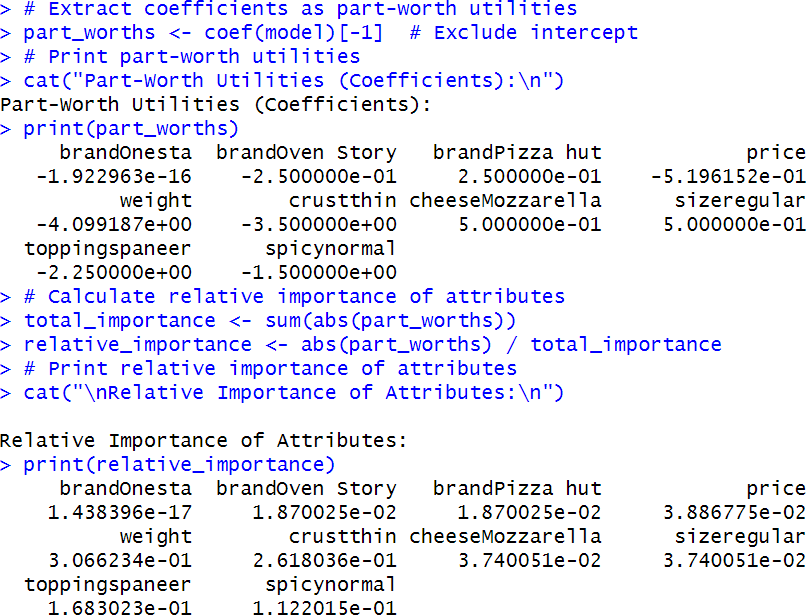 > # Extract coefficients as part-worth utilities
> part_worths <- coef(model)[-1]  # Exclude intercept
> # Print part-worth utilities
> cat("Part-Worth Utilities (Coefficients):\n")
Part-Worth Utilities (Coefficients):
> print(part_worths)
     brandOnesta  brandOven Story   brandPizza hut            price
   -1.922963e-16    -2.500000e-01     2.500000e-01    -5.196152e-01
          weight        crustthin cheeseMozzarella      sizeregular
   -4.099187e+00    -3.500000e+00     5.000000e-01     5.000000e-01
  toppingspaneer      spicynormal
   -2.250000e+00    -1.500000e+00
> # Calculate relative importance of attributes
> total_importance <- sum(abs(part_worths))
> relative_importance <- abs(part_worths) / total_importance
> # Print relative importance of attributes
> cat("\nRelative Importance of Attributes:\n")

Relative Importance of Attributes:
> print(relative_importance)
     brandOnesta  brandOven Story   brandPizza hut            price
    1.438396e-17     1.870025e-02     1.870025e-02     3.886775e-02
          weight        crustthin cheeseMozzarella      sizeregular
    3.066234e-01     2.618036e-01     3.740051e-02     3.740051e-02
  toppingspaneer      spicynormal
    1.683023e-01     1.122015e-01